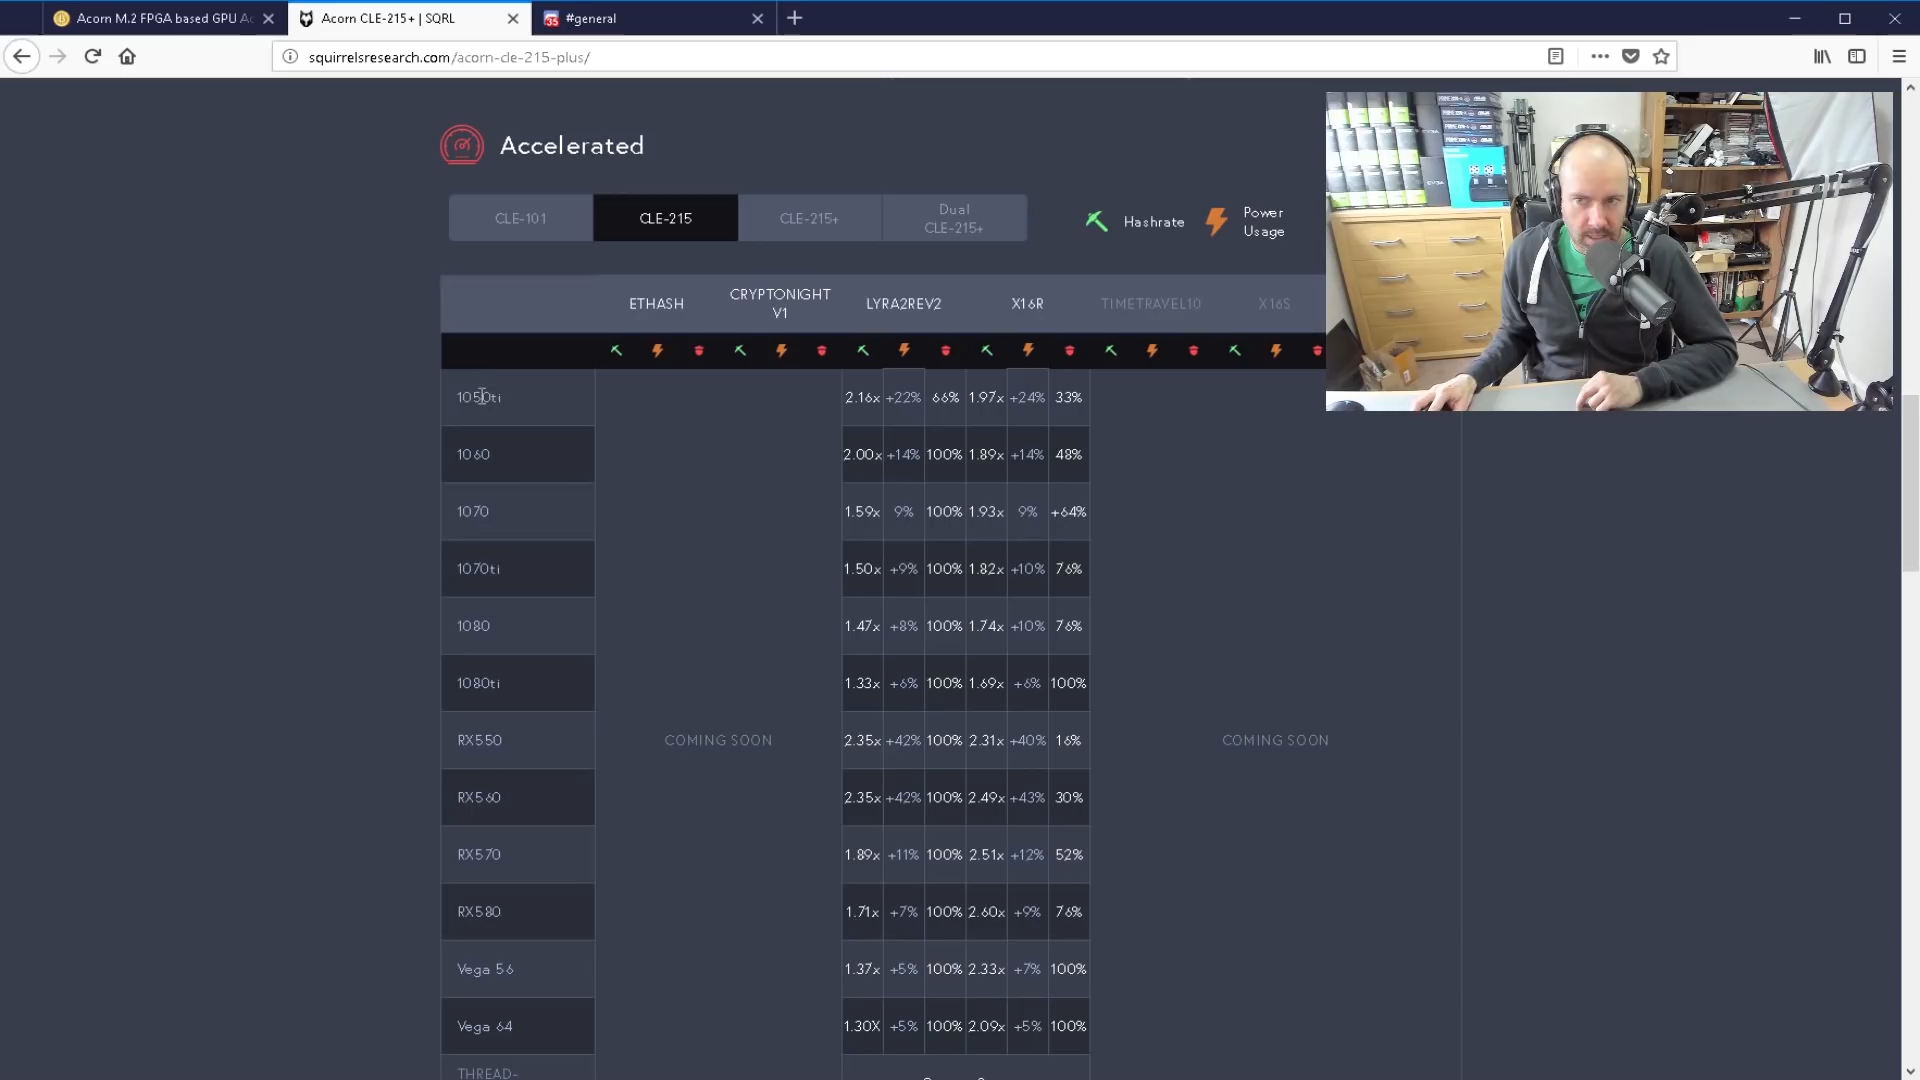 Acorn M.2 FPGA based GPU Ac
Acorn CLE-215+ | SQRL
#general
squirrelsresearch.com/acorn-cle-215-plus/
Accelerated
CLE-101
CLE-215
CLE-215+
Dual
CLE-215+
Hashrate
Power
Usage
ETHASH
CRYPTONIGHT
V1
LYRA2REV2
X16R
TIMETRAVEL10
X16S
1050ti 2.16x +22% 66% 1.97x +24% 33%
1060 2.00x +14% 100% 1.89x +14% 48%
1070 1.59x 9% 100% 1.93x 9% +64%
1070ti 1.50x +9% 100% 1.82x +10% 76%
1080 1.47x +8% 100% 1.74x +10% 76%
1080ti 1.33x +6% 100% 1.69x +6% 100%
RX550 COMING SOON 2.35x +42% 100% 2.31x +40% 16% COMING SOON
RX560 2.35x +42% 100% 2.49x +43% 30%
RX570 1.89x +11% 100% 2.51x +12% 52%
RX580 1.71x +7% 100% 2.60x +9% 76%
Vega 56 1.37x +5% 100% 2.33x +7% 100%
Vega 64 1.30X +5% 100% 2.09x +5% 100%
THREAD-